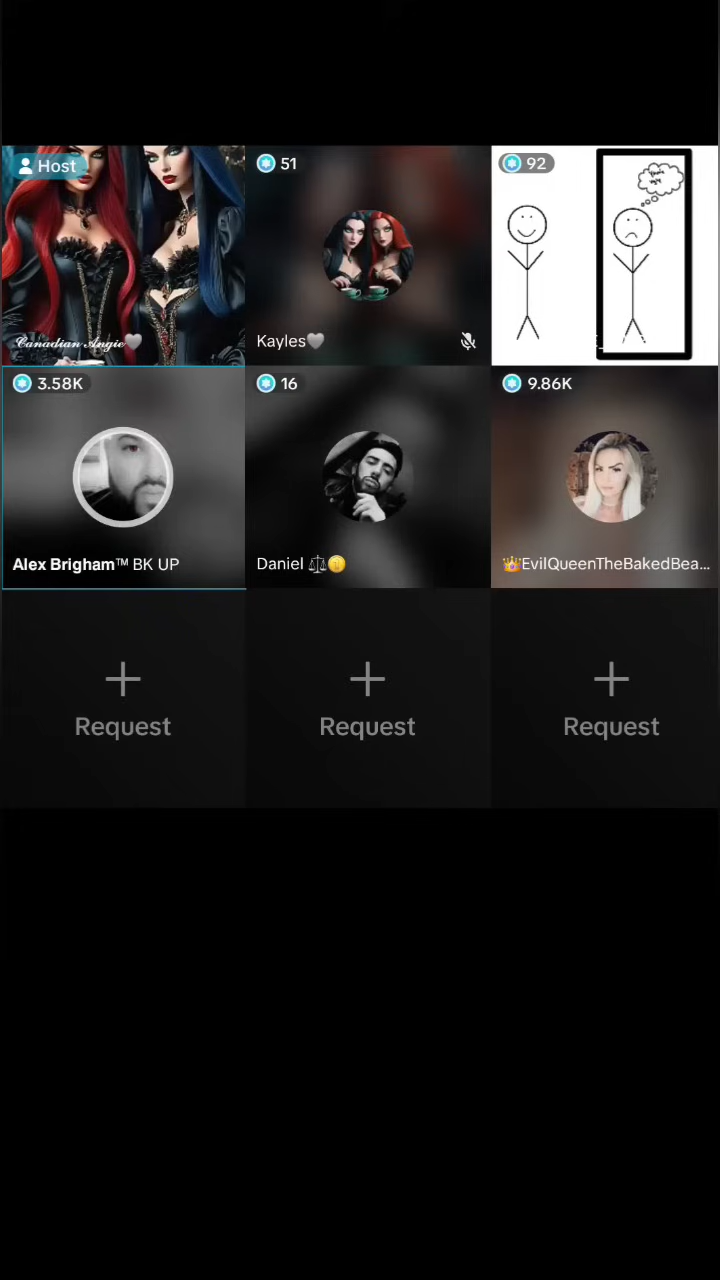 Host
51
92
𝓒𝓪𝓷𝓪𝓭𝓲𝓪𝓷 𝓐𝓷𝓰𝓲𝓮🩶
Kayles🩶
3.58K
16
9.86K
Alex Brigham™ BK UP
Daniel ⚖️🪙
👑EvilQueenTheBakedBea...
Request
Request
Request